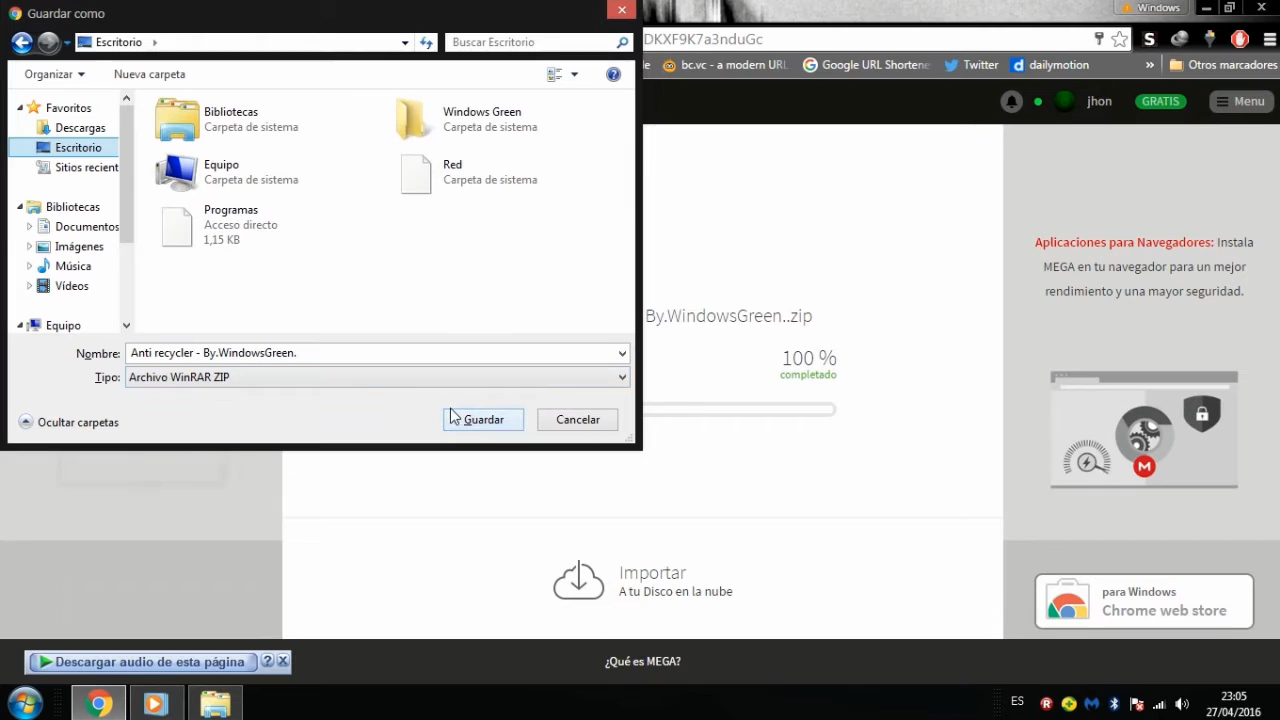 Guardar como
Windows
Escritorio
Buscar Escritorio
DKXF9K7a3nduGc
Organizar
Nueva carpeta
bc.vc - a modern URL
Google URL Shortene
Twitter
dailymotion
»
Otros marcadores
Favoritos
Descargas
Escritorio
Sitios recient
Bibliotecas
Documentos
Imágenes
Música
Vídeos
Equipo
Bibliotecas
Carpeta de sistema
Windows Green
Carpeta de sistema
Equipo
Carpeta de sistema
Red
Carpeta de sistema
Programas
Acceso directo
1,15 KB
jhon
GRATIS
Menu
Nombre:
Anti recycler - By.WindowsGreen.
Tipo:
Archivo WinRAR ZIP
Ocultar carpetas
Guardar
Cancelar
By.WindowsGreen..zip
100 %
completado
Aplicaciones para Navegadores: Instala
MEGA en tu navegador para un mejor
rendimiento y una mayor seguridad.
Importar
A tu Disco en la nube
para Windows
Chrome web store
Descargar audio de esta página
¿Qué es MEGA?
ES
23:05
27/04/2016